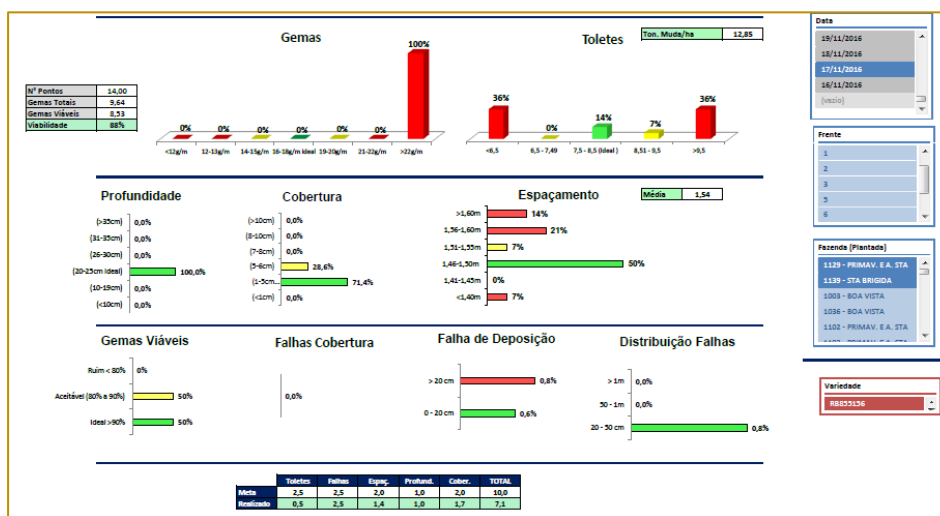 Gemas
Nº Pontos 14,00
Gemas Totais 9,64
Gemas Viáveis 8,53
Viabilidade 88%
0% 0% 0% 0% 0% 0% 100%
<12g/m 12-13g/m 14-15g/m 16-18g/m Ideal 19-20g/m 21-22g/m >22g/m
Toletes
Ton. Muda/ha 12,85
36% 0% 14% 7% 36%
<6,5 6,5 - 7,49 7,5 - 8,5 (Ideal ) 8,51 - 9,5 >9,5
Profundidade
(>35cm) 0,0%
(31-35cm) 0,0%
(26-30cm) 0,0%
(20-25cm Ideal) 100,0%
(10-19cm) 0,0%
(<10cm) 0,0%
Cobertura
(>10cm) 0,0%
(8-10cm) 0,0%
(7-8cm) 0,0%
(5-6cm) 28,6%
(1-5cm... 71,4%
(<1cm) 0,0%
Espaçamento
Média 1,54
>1,60m 14%
1,56-1,60m 21%
1,51-1,55m 7%
1,46-1,50m 50%
1,41-1,45m 0%
<1,40m 7%
Gemas Viáveis
Ruim < 80% 0%
Aceitável (80% a 90%) 50%
Ideal >90% 50%
Falhas Cobertura
0,0%
Falha de Deposição
> 20 cm 0,8%
0 - 20 cm 0,6%
Distribuição Falhas
> 1m 0,0%
50 - 1m 0,0%
20 - 50 cm 0,8%
Toletes Falhas Espaç. Profund. Cober. TOTAL
Meta 2,5 2,5 2,0 1,0 2,0 10,0
Realizado 0,5 2,5 1,4 1,0 1,7 7,1
Data
19/11/2016
18/11/2016
17/11/2016
16/11/2016
(vazio)
Frente
1
2
3
5
6
Fazenda (Plantada)
1129 - PRIMAV. E A. STA
1139 - STA BRIGIDA
1003 - BOA VISTA
1036 - BOA VISTA
1102 - PRIMAV. E A. STA
Variedade
RB855156